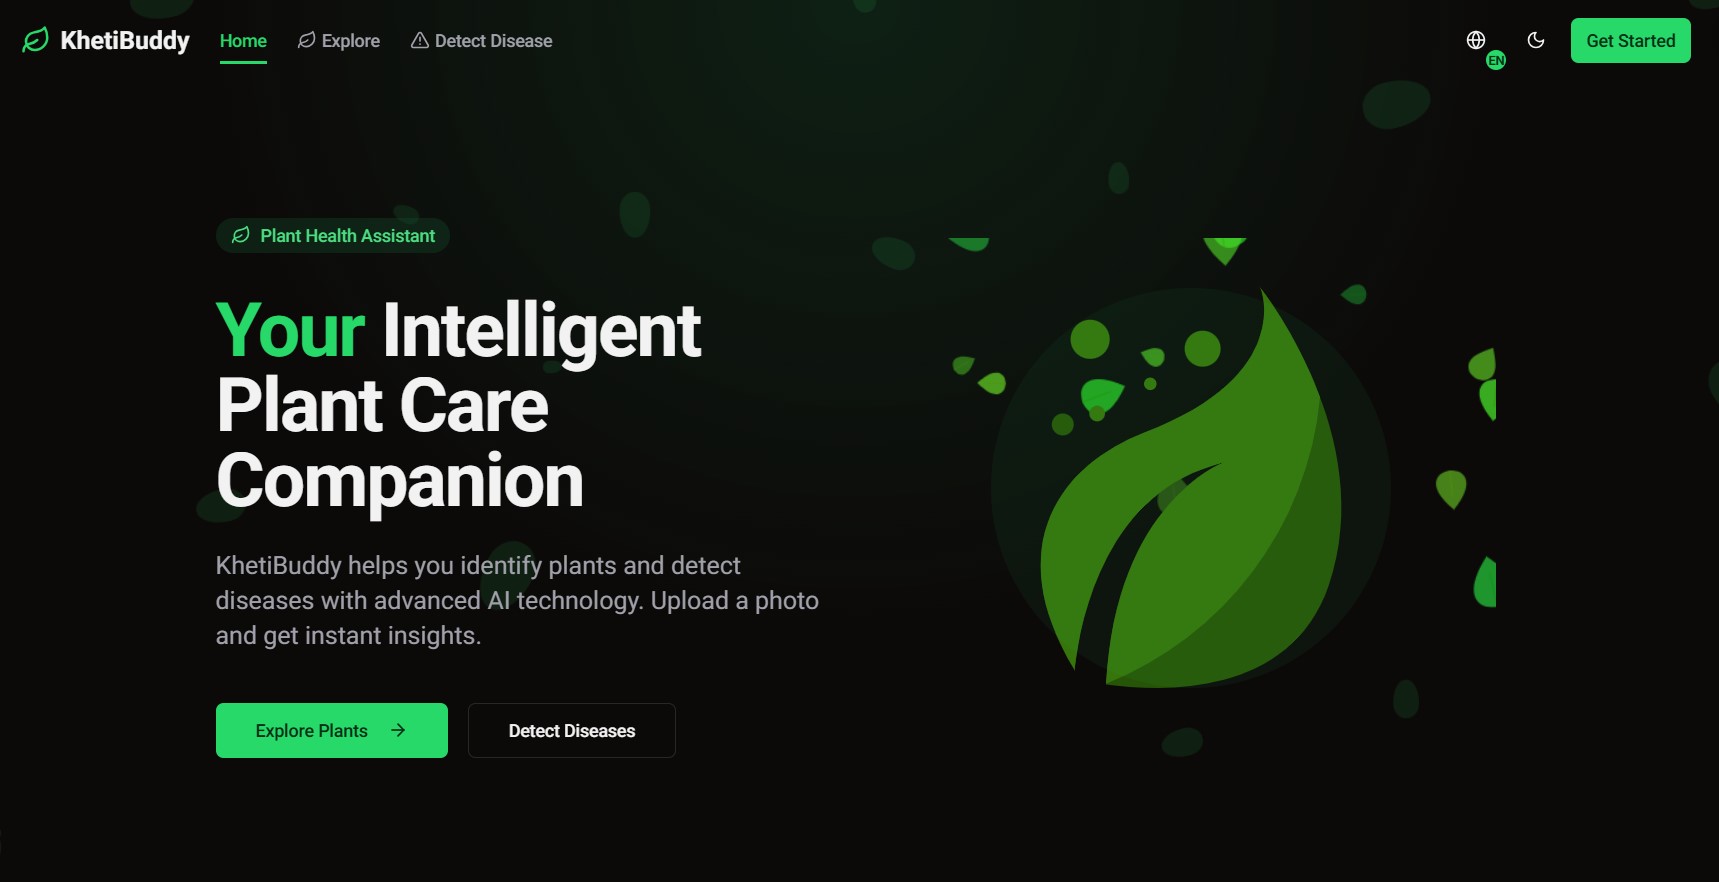 KhetiBuddy
Home
Explore
Detect Disease
EN
Get Started
Plant Health Assistant
Your Intelligent
Plant Care
Companion
KhetiBuddy helps you identify plants and detect
diseases with advanced AI technology. Upload a photo
and get instant insights.
Explore Plants
Detect Diseases